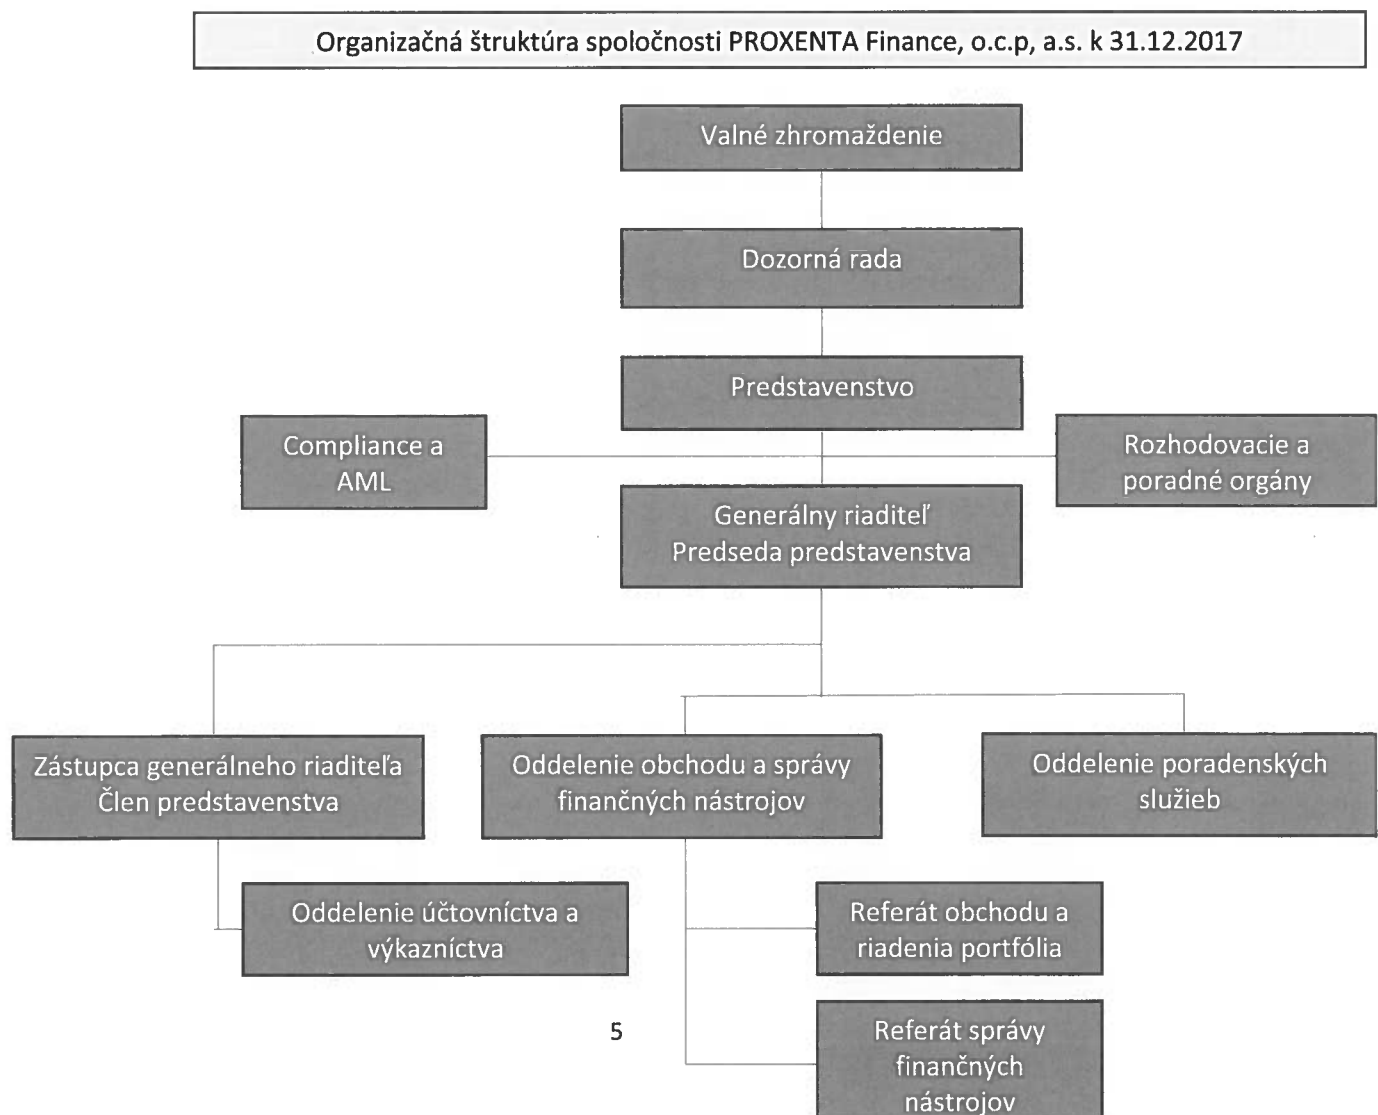 Organizačná štruktúra spoločnosti PROXENTA Finance, o.c.p, a.s. k 31.12.2017
Valné zhromaždenie
Dozorná rada
Predstavenstvo
Compliance a
AML
Rozhodovacie a
poradné orgány
Generálny riaditeľ
Predseda predstavenstva
Zástupca generálneho riaditeľa
Člen predstavenstva
Oddelenie obchodu a správy
finančných nástrojov
Oddelenie poradenských
služieb
Oddelenie účtovníctva a
výkazníctva
Referát obchodu a
riadenia portfólia
Referát správy
finančných
nástrojov
5